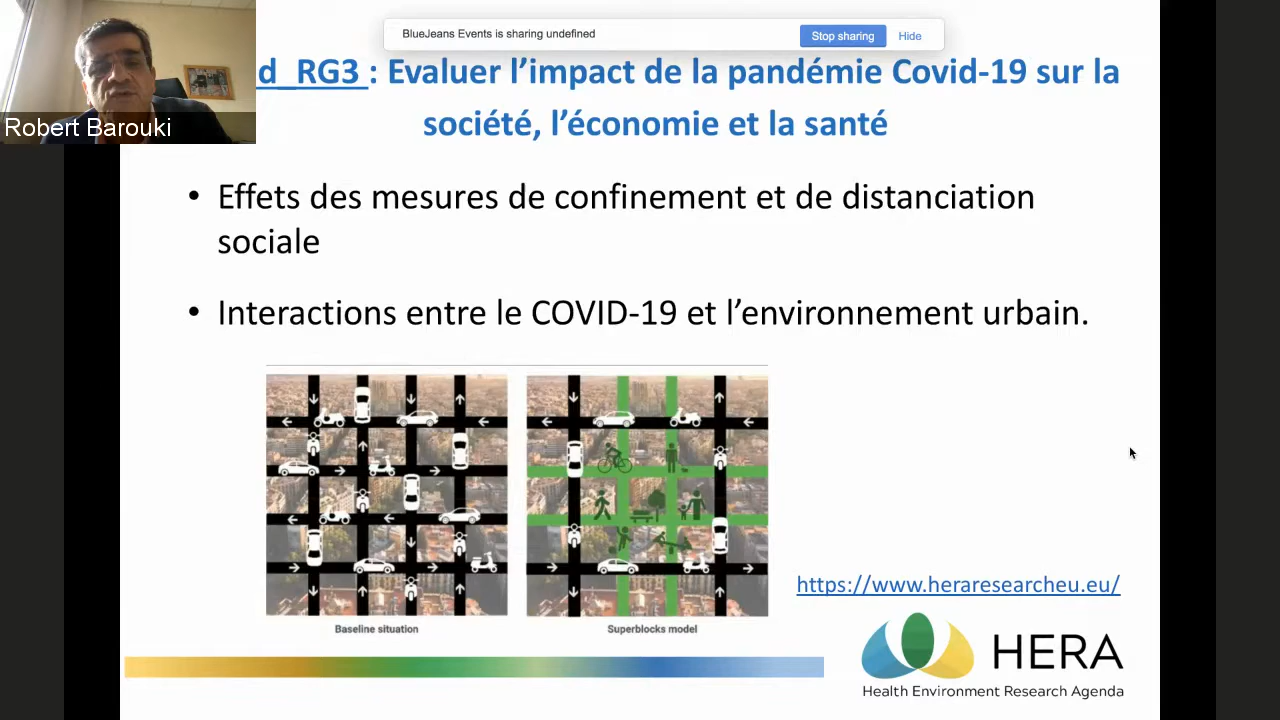 BlueJeans Events is sharing undefined
Stop sharing
Hide
Robert Barouki
d_RG3 : Evaluer l’impact de la pandémie Covid-19 sur la
société, l’économie et la santé
• Effets des mesures de confinement et de distanciation
sociale
• Interactions entre le COVID-19 et l’environnement urbain.
Baseline situation
Superblocks model
https://www.heraresearcheu.eu/
HERA
Health Environment Research Agenda